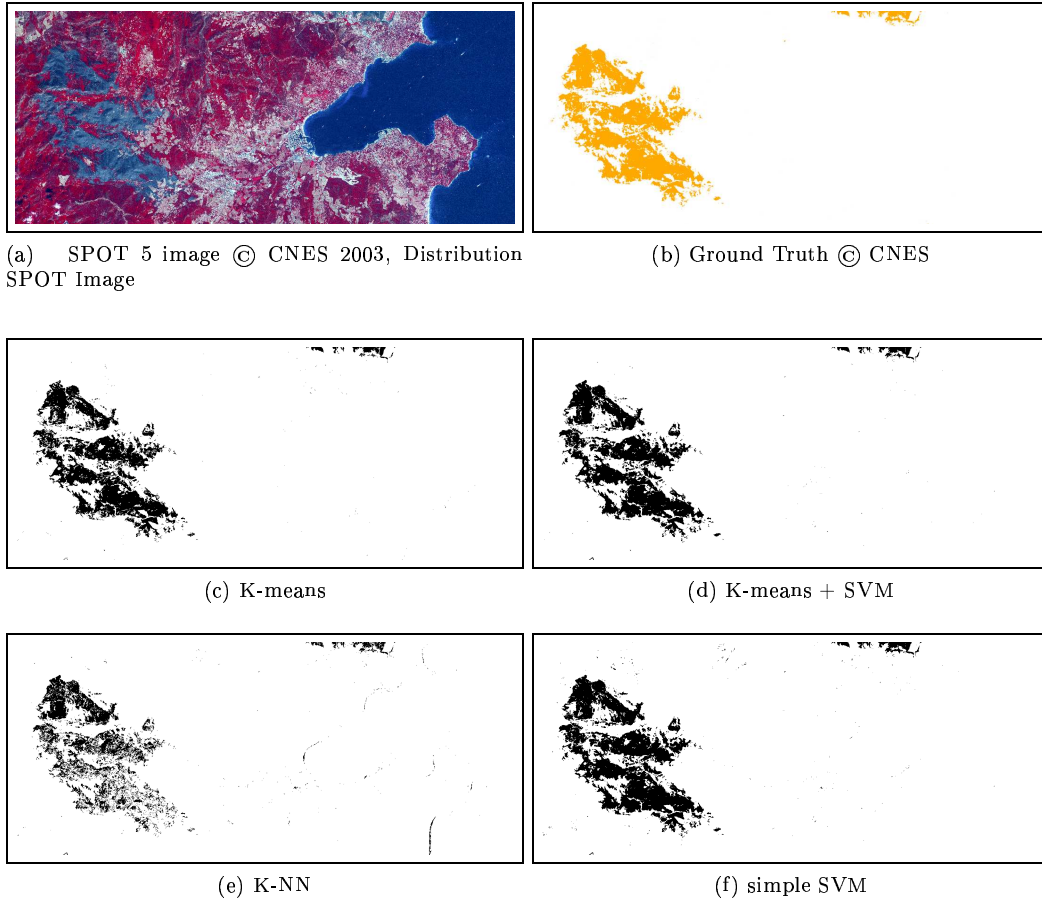 (a) SPOT 5 image © CNES 2003, Distribution
SPOT Image
(b) Ground Truth © CNES
(c) K-means
(d) K-means + SVM
(e) K-NN
(f) simple SVM